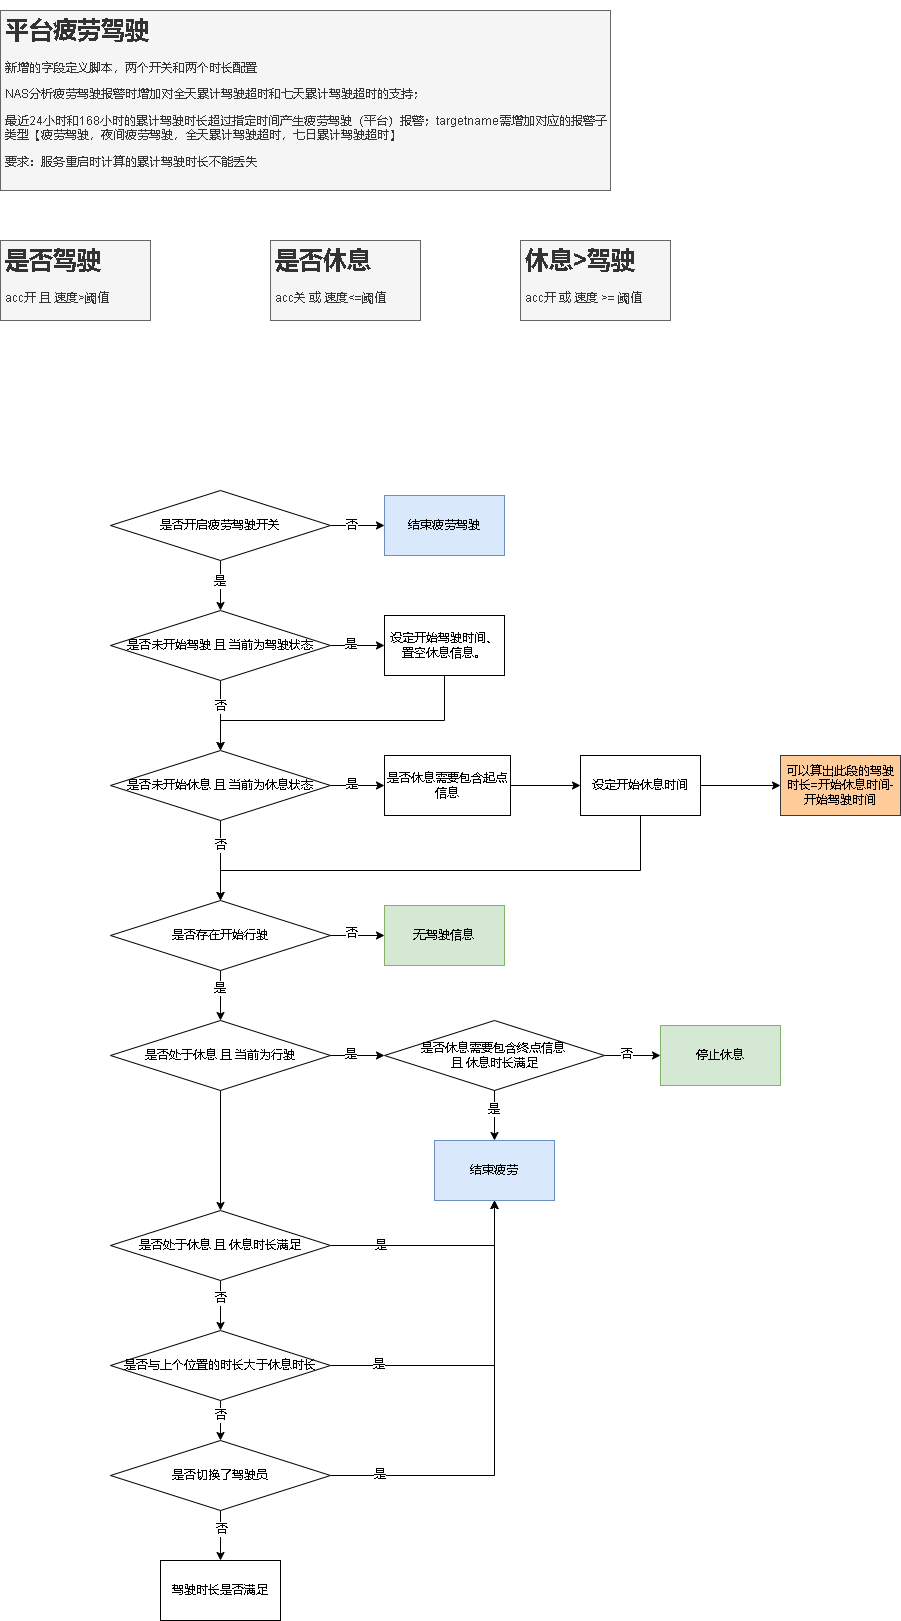 平台疲劳驾驶
新增的字段定义脚本，两个开关和两个时长配置
NAS分析疲劳驾驶报警时增加对全天累计驾驶超时和七天累计驾驶超时的支持；
最近24小时和168小时的累计驾驶时长超过指定时间产生疲劳驾驶（平台）报警；targetname需增加对应的报警子
类型【疲劳驾驶，夜间疲劳驾驶，全天累计驾驶超时，七日累计驾驶超时】
要求：服务重启时计算的累计驾驶时长不能丢失
是否驾驶
acc开 且 速度>阈值
是否休息
acc关 或 速度<=阈值
休息>驾驶
acc开 或 速度 >= 阈值
是否开启疲劳驾驶开关
否
结束疲劳驾驶
是
是否未开始驾驶 且 当前为驾驶状态
是
设定开始驾驶时间、
置空休息信息。
否
是否未开始休息 且 当前为休息状态
是
是否休息需要包含起点
信息
设定开始休息时间
可以算出此段的驾驶
时长=开始休息时间-
开始驾驶时间
否
是否存在开始行驶
否
无驾驶信息
是
是否处于休息 且 当前为行驶
是
是否休息需要包含终点信息
且 休息时长满足
否
停止休息
是
结束疲劳
是否处于休息 且 休息时长满足
是
否
是否与上个位置的时长大于休息时长
是
否
是否切换了驾驶员
是
否
驾驶时长是否满足